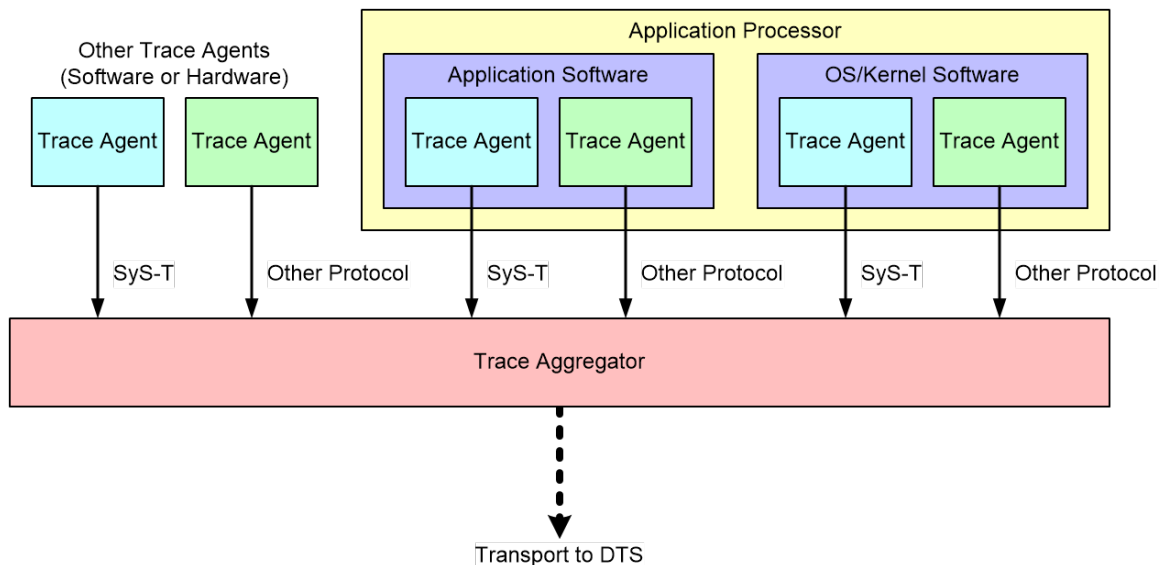 Other Trace Agents
(Software or Hardware)
Application Processor
Application Software
OS/Kernel Software
Trace Agent
Trace Agent
Trace Agent
Trace Agent
Trace Agent
Trace Agent
SyS-T
Other Protocol
SyS-T
Other Protocol
SyS-T
Other Protocol
Trace Aggregator
Transport to DTS